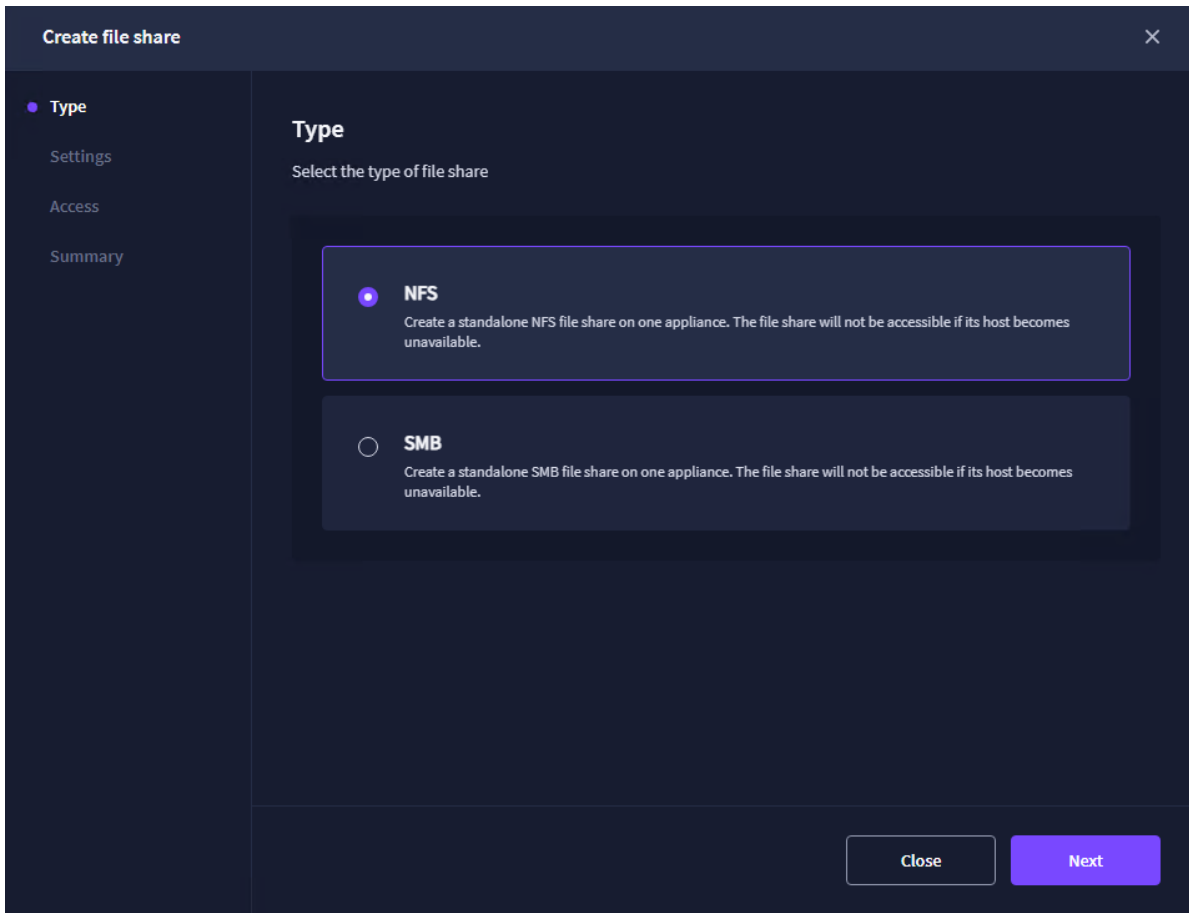 Create file share
Type
Settings
Access
Summary
Type
Select the type of file share
NFS
Create a standalone NFS file share on one appliance. The file share will not be accessible if its host becomes
unavailable.
SMB
Create a standalone SMB file share on one appliance. The file share will not be accessible if its host becomes
unavailable.
Close
Next